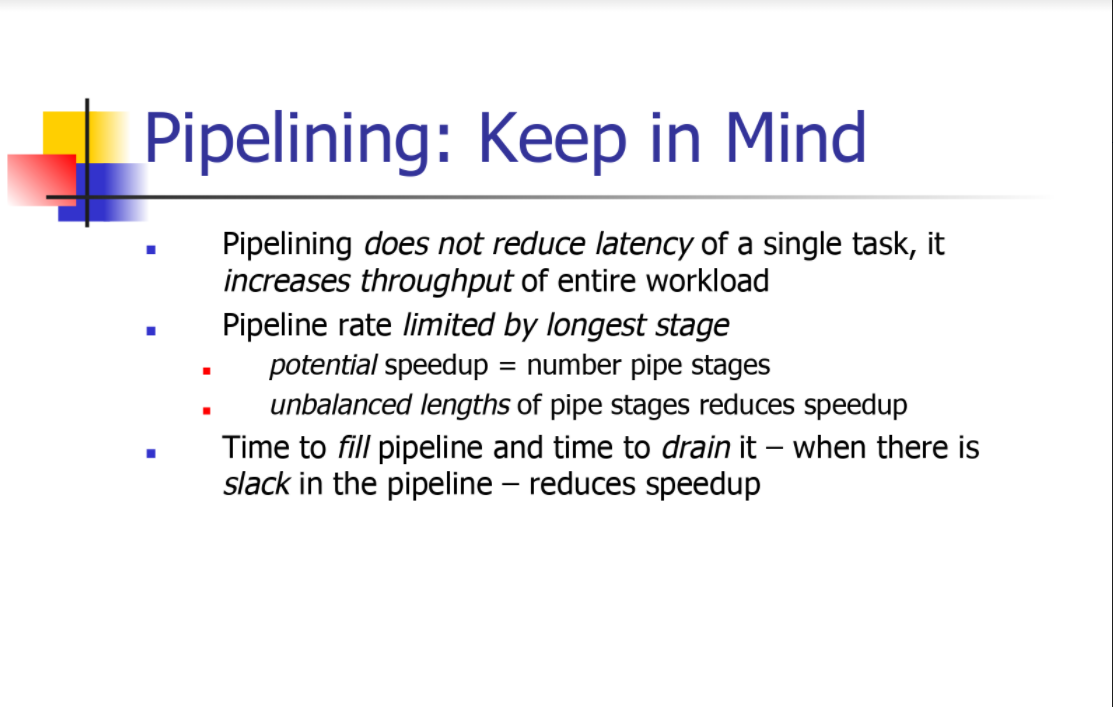 Pipelining: Keep in Mind
Pipelining does not reduce latency of a single task, it
increases throughput of entire workload
Pipeline rate limited by longest stage
potential speedup = number pipe stages
unbalanced lengths of pipe stages reduces speedup
Time to fill pipeline and time to drain it – when there is
slack in the pipeline – reduces speedup